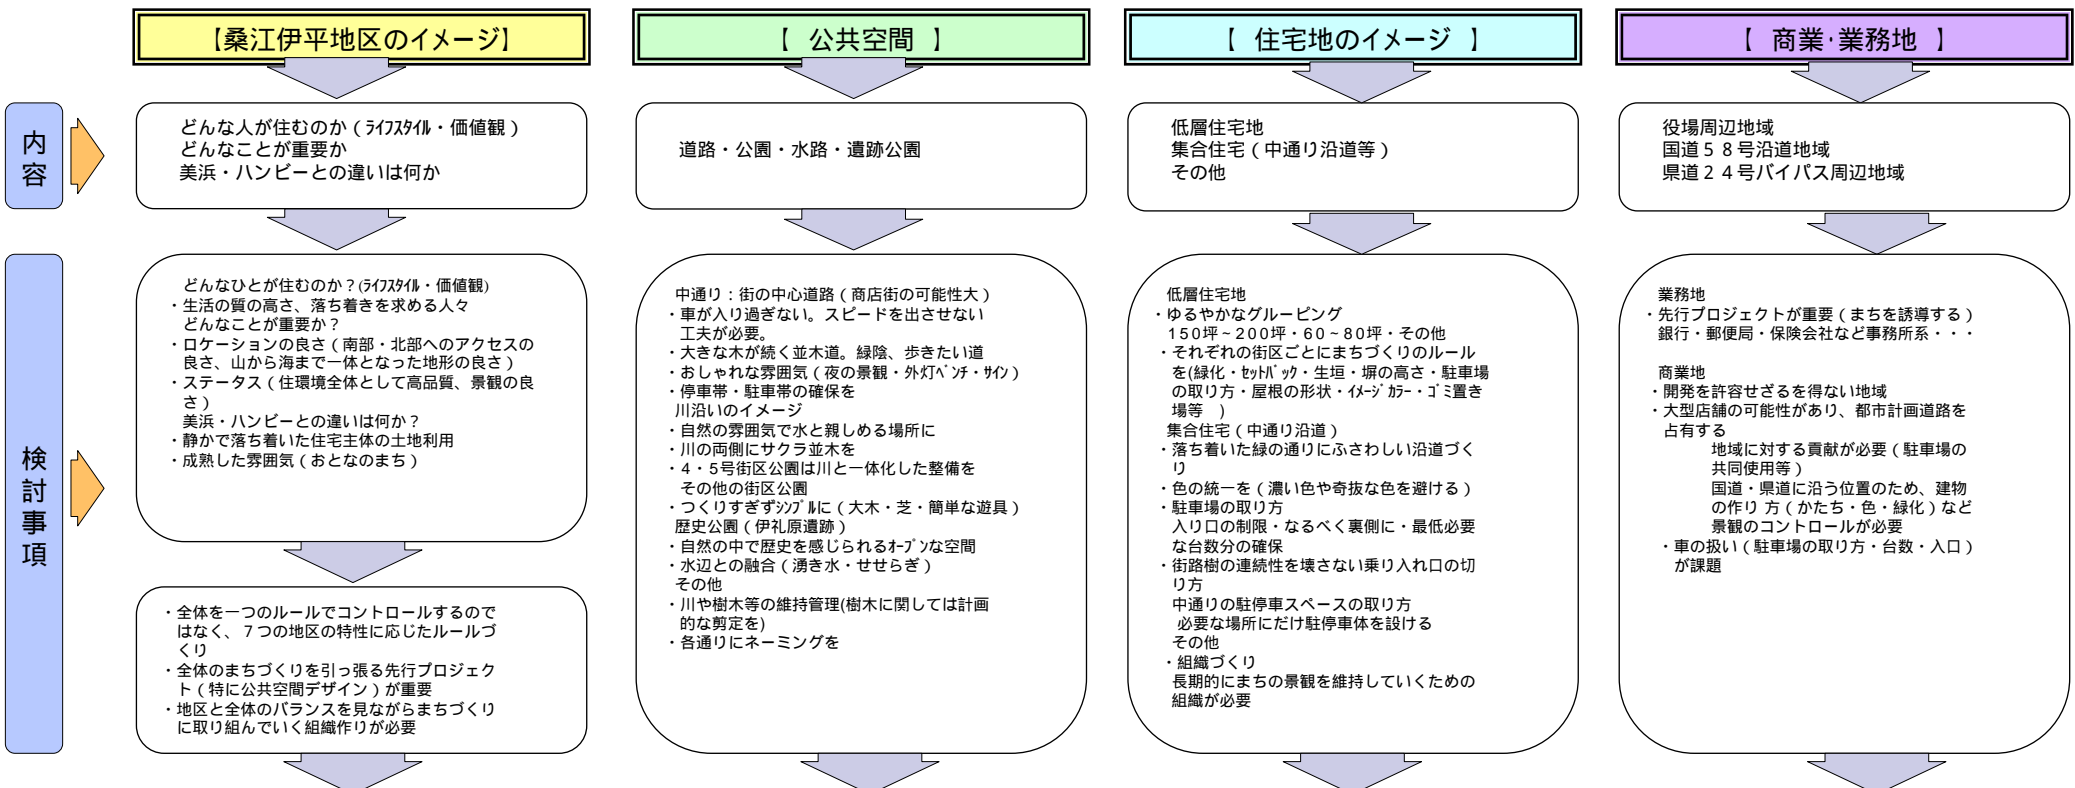 【桑江伊平地区のイメージ】
【 公共空間 】
【 住宅地のイメージ 】
【 商業・業務地 】
内容
どんな人が住むのか（ﾗｲﾌｽﾀｲﾙ・価値観）
どんなことが重要か
美浜・ハンビーとの違いは何か
道路・公園・水路・遺跡公園
低層住宅地
集合住宅（中通り沿道等）
その他
役場周辺地域
国道５８号沿道地域
県道２４号バイパス周辺地域
検討事項
どんなひとが住むのか？(ﾗｲﾌｽﾀｲﾙ・価値観)
・生活の質の高さ、落ち着きを求める人々
どんなことが重要か？
・ロケーションの良さ（南部・北部へのアクセスの
良さ、山から海まで一体となった地形の良さ）
・ステータス（住環境全体として高品質、景観の良
さ）
美浜・ハンビーとの違いは何か？
・静かで落ち着いた住宅主体の土地利用
・成熟した雰囲気（おとなのまち）
・全体を一つのルールでコントロールするので
はなく、７つの地区の特性に応じたルールづ
くり
・全体のまちづくりを引っ張る先行プロジェク
ト（特に公共空間デザイン）が重要
・地区と全体のバランスを見ながらまちづくり
に取り組んでいく組織作りが必要
中通り：街の中心道路（商店街の可能性大）
・車が入り過ぎない。スピードを出させない
工夫が必要。
・大きな木が続く並木道。緑陰、歩きたい道
・おしゃれな雰囲気（夜の景観・外灯ﾍﾞﾝﾁ・ｻｲﾝ）
・停車帯・駐車帯の確保を
川沿いのイメージ
・自然の雰囲気で水と親しめる場所に
・川の両側にサクラ並木を
・４・５号街区公園は川と一体化した整備を
その他の街区公園
・つくりすぎずｼﾝﾌﾟﾙに（大木・芝・簡単な遊具）
歴史公園（伊礼原遺跡）
・自然の中で歴史を感じられるｵｰﾌﾟﾝな空間
・水辺との融合（湧き水・せせらぎ）
その他
・川や樹木等の維持管理(樹木に関しては計画
的な剪定を)
・各通りにネーミングを
低層住宅地
・ゆるやかなグルーピング
１５０坪～２００坪・６０～８０坪・その他
・それぞれの街区ごとにまちづくりのルール
を(緑化・ｾｯﾄﾊﾞｯｸ・生垣・塀の高さ・駐車場
の取り方・屋根の形状・ｲﾒｰｼﾞｶﾗｰ・ｺﾞﾐ置き
場等　)
集合住宅（中通り沿道）
・落ち着いた緑の通りにふさわしい沿道づく
り
・色の統一を（濃い色や奇抜な色を避ける）
・駐車場の取り方
入り口の制限・なるべく裏側に・最低必要
な台数分の確保
・街路樹の連続性を壊さない乗り入れ口の切
り方
中通りの駐停車スペースの取り方
必要な場所にだけ駐停車体を設ける
その他
・組織づくり
長期的にまちの景観を維持していくための
組織が必要
業務地
・先行プロジェクトが重要（まちを誘導する）
銀行・郵便局・保険会社など事務所系・・・
商業地
・開発を許容せざるを得ない地域
・大型店舗の可能性があり、都市計画道路を
占有する
地域に対する貢献が必要（駐車場の
共同使用等）
国道・県道に沿う位置のため、建物
の作り 方（かたち・色・緑化）など
景観のコントロールが必要
・車の扱い（駐車場の取り方・台数・入口）
が課題